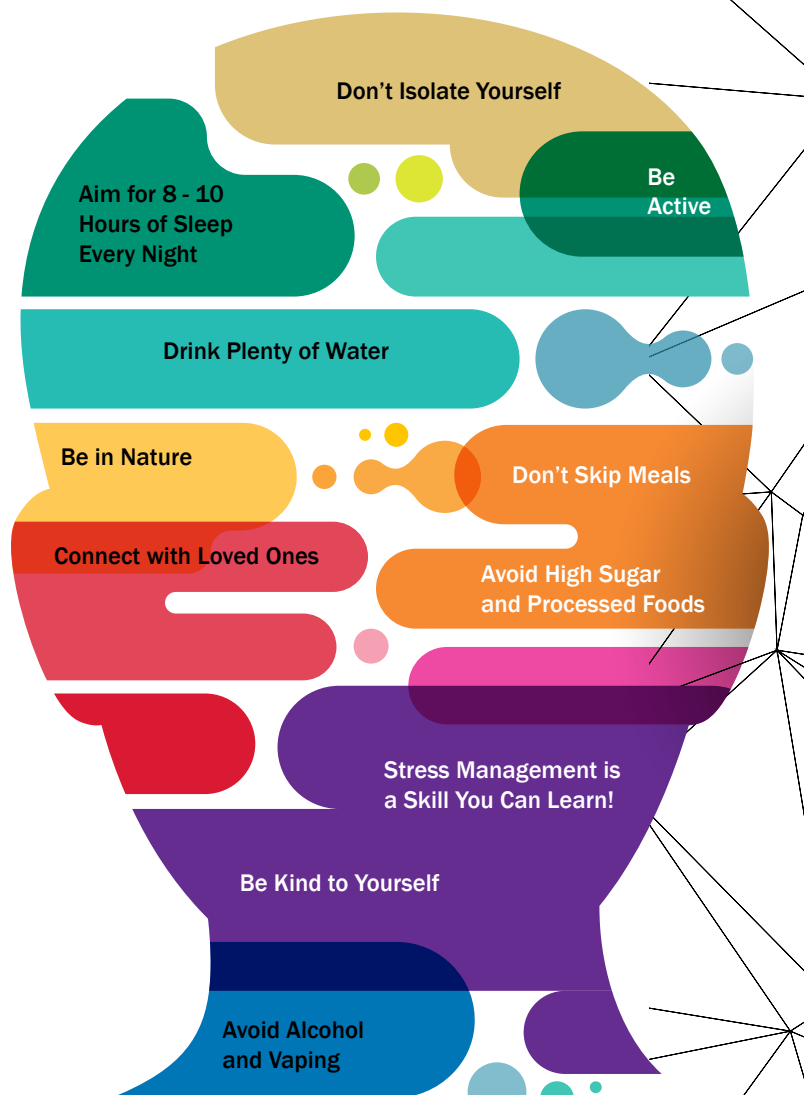 Don’t Isolate Yourself
Be
Active
Aim for 8 - 10
Hours of Sleep
Every Night
Drink Plenty of Water
Be in Nature
Don’t Skip Meals
Connect with Loved Ones
Avoid High Sugar
and Processed Foods
Stress Management is
a Skill You Can Learn!
Be Kind to Yourself
Avoid Alcohol
and Vaping